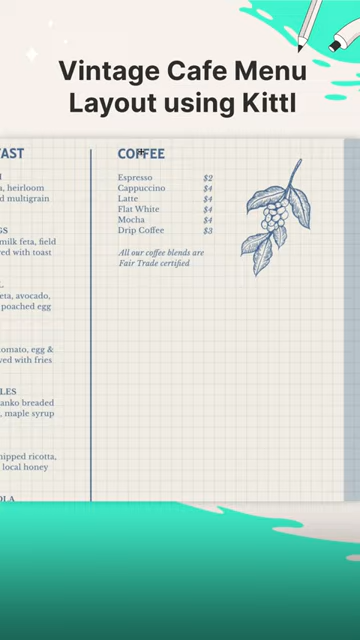 Vintage Cafe Menu
Layout using Kittl
AST
a, heirloom
d multigrain
GS
milk feta, field
ved with toast
eta, avocado,
poached egg
tomato, egg &
ved with fries
LES
anko breaded
, maple syrup
hipped ricotta,
local honey
OLA
COFFEE
Espresso $2
Cappuccino $4
Latte $4
Flat White $4
Mocha $4
Drip Coffee $3
All our coffee blends are
Fair Trade certified